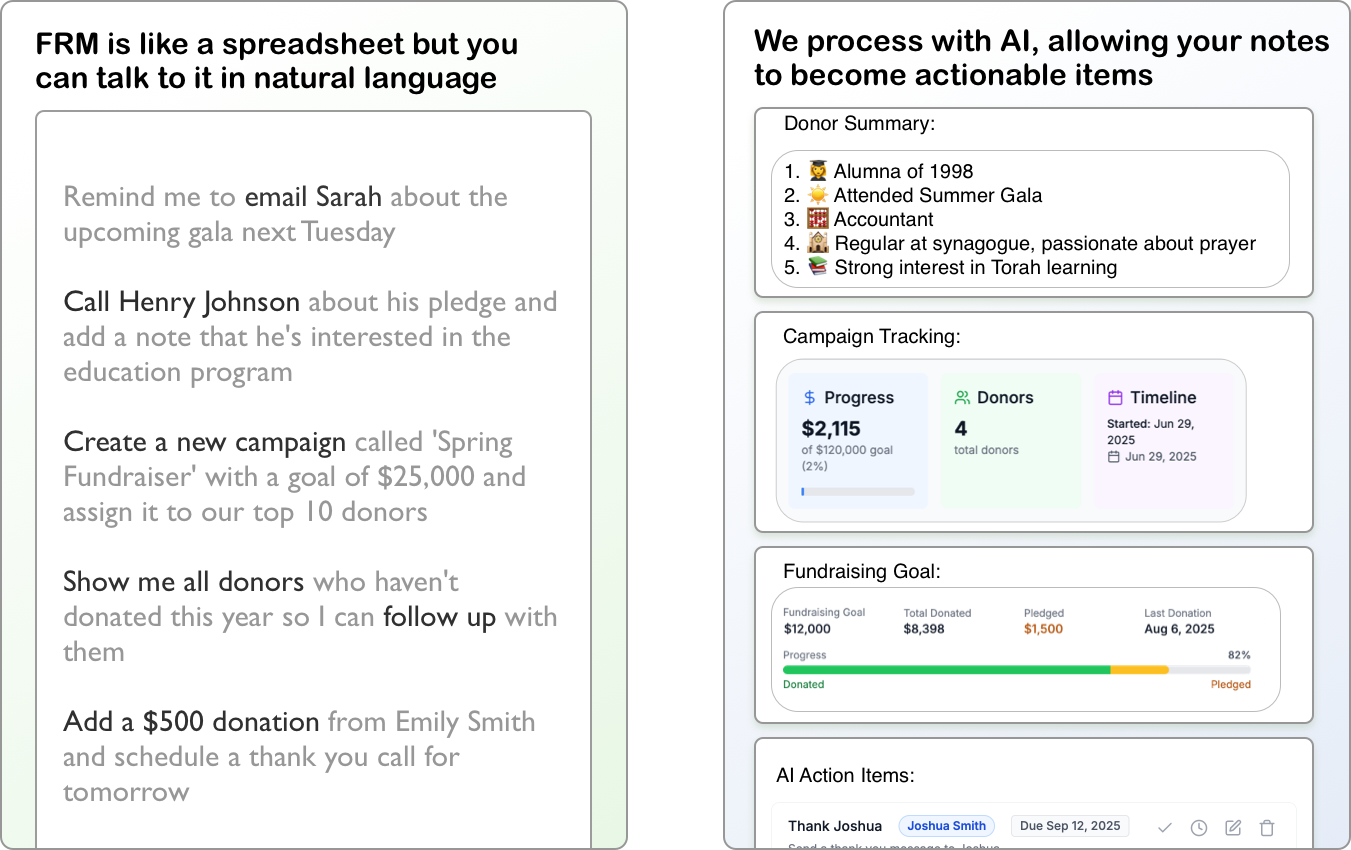 FRM is like a spreadsheet but you
can talk to it in natural language
Remind me to email Sarah about the
upcoming gala next Tuesday
Call Henry Johnson about his pledge and
add a note that he's interested in the
education program
Create a new campaign called 'Spring
Fundraiser' with a goal of $25,000 and
assign it to our top 10 donors
Show me all donors who haven't
donated this year so I can follow up with
them
Add a $500 donation from Emily Smith
and schedule a thank you call for
tomorrow
We process with AI, allowing your notes
to become actionable items
Donor Summary:
1. 👩‍🎓 Alumna of 1998
2. ☀️ Attended Summer Gala
3. 🧮 Accountant
4. 🕍 Regular at synagogue, passionate about prayer
5. 📚 Strong interest in Torah learning
Campaign Tracking:
Progress
$2,115
of $120,000 goal
(2%)
Donors
4
total donors
Timeline
Started: Jun 29,
2025
Jun 29, 2025
Fundraising Goal:
Fundraising Goal Total Donated Pledged Last Donation
$12,000 $8,398 $1,500 Aug 6, 2025
Progress 82%
Donated Pledged
AI Action Items:
Thank Joshua Joshua Smith Due Sep 12, 2025
Send a thank you message to Joshua